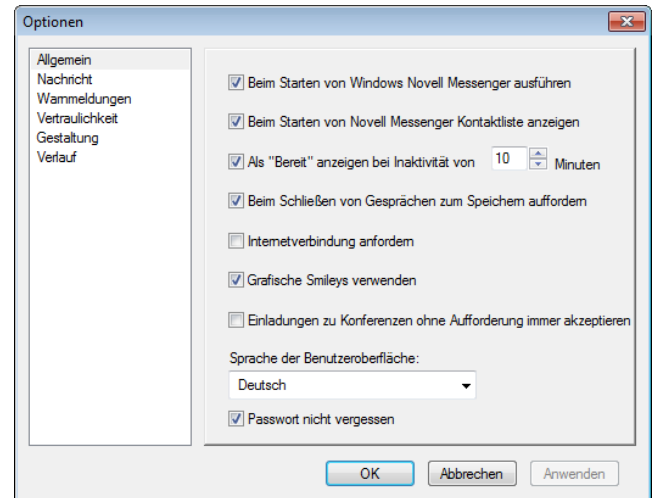 Optionen
Allgemein
Nachricht
Warnmeldungen
Vertraulichkeit
Gestaltung
Verlauf
Beim Starten von Windows Novell Messenger ausführen
Beim Starten von Novell Messenger Kontaktliste anzeigen
Als "Bereit" anzeigen bei Inaktivität von 10 Minuten
Beim Schließen von Gesprächen zum Speichern auffordern
Internetverbindung anfordern
Grafische Smileys verwenden
Einladungen zu Konferenzen ohne Aufforderung immer akzeptieren
Sprache der Benutzeroberfläche:
Deutsch
Passwort nicht vergessen
OK Abbrechen Anwenden